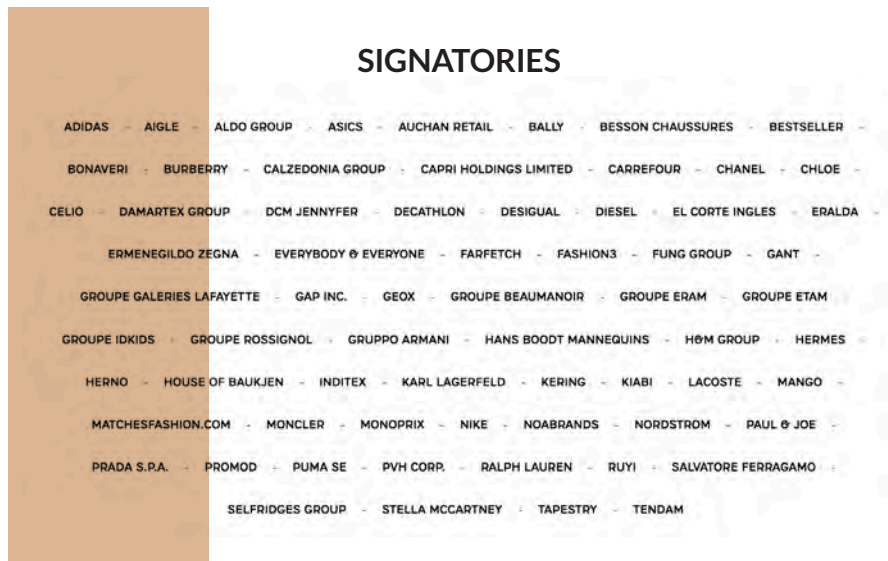 SIGNATORIES
ADIDAS - AIGLE - ALDO GROUP - ASICS - AUCHAN RETAIL - BALLY - BESSON CHAUSSURES - BESTSELLER -
BONAVERI - BURBERRY - CALZEDONIA GROUP - CAPRI HOLDINGS LIMITED - CARREFOUR - CHANEL - CHLOE -
CELIO - DAMARTEX GROUP - DCM JENNYFER - DECATHLON - DESIGUAL - DIESEL - EL CORTE INGLES - ERALDA -
ERMENEGILDO ZEGNA - EVERYBODY & EVERYONE - FARFETCH - FASHION3 - FUNG GROUP - GANT -
GROUPE GALERIES LAFAYETTE - GAP INC. - GEOX - GROUPE BEAUMANOIR - GROUPE ERAM - GROUPE ETAM
GROUPE IDKIDS - GROUPE ROSSIGNOL - GRUPPO ARMANI - HANS BOODT MANNEQUINS - H&M GROUP - HERMES -
HERNO - HOUSE OF BAUKJEN - INDITEX - KARL LAGERFELD - KERING - KIABI - LACOSTE - MANGO -
MATCHESFASHION.COM - MONCLER - MONOPRIX - NIKE - NOABRANDS - NORDSTROM - PAUL & JOE -
PRADA S.P.A. - PROMOD - PUMA SE - PVH CORP. - RALPH LAUREN - RUYI - SALVATORE FERRAGAMO -
SELFRIDGES GROUP - STELLA MCCARTNEY - TAPESTRY - TENDAM